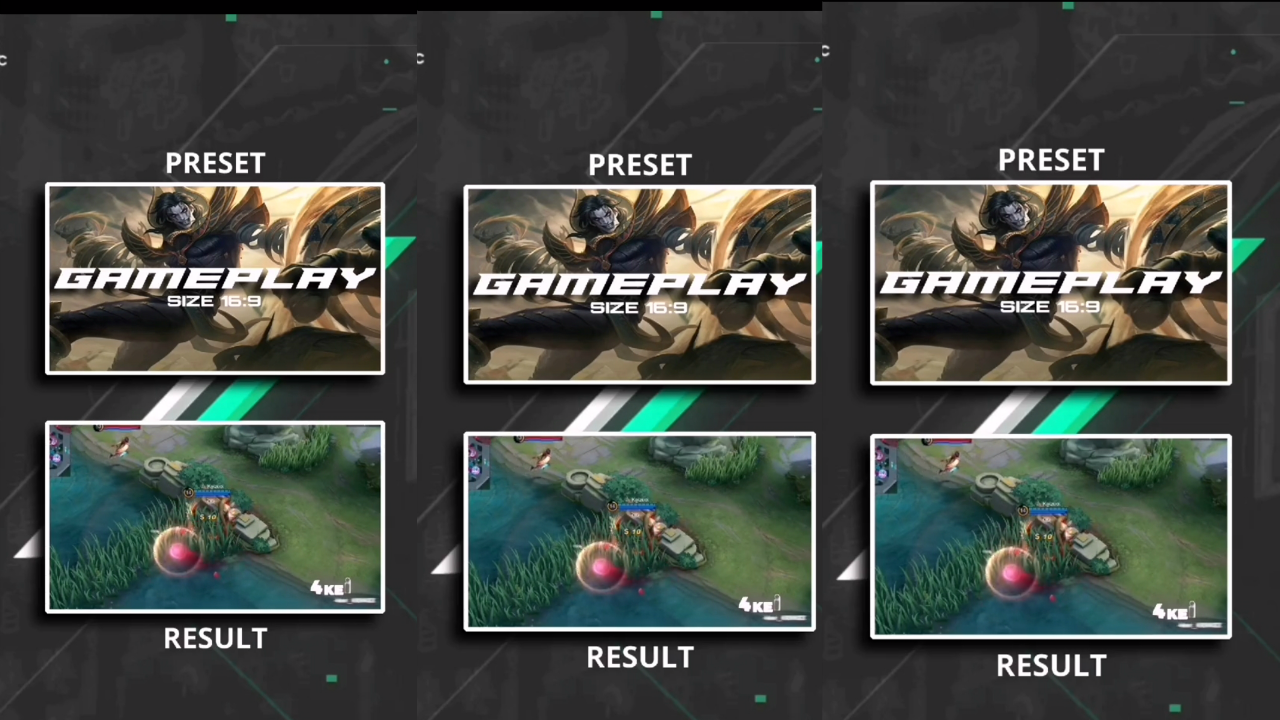 C
PRESET
GAMEPLAY
SIZE 16:9
4KE
RESULT
C
PRESET
GAMEPLAY
SIZE 16:9
4KE
RESULT
C
PRESET
GAMEPLAY
SIZE 16:9
4KE
RESULT